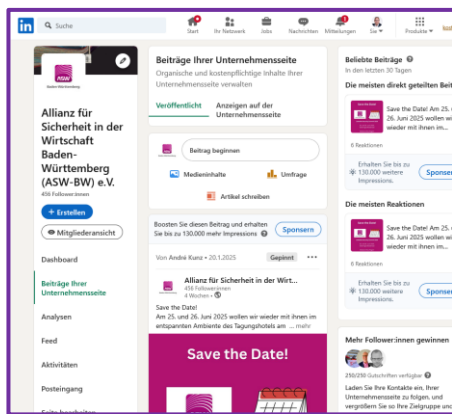 in
Suche
Start
Ihr Netzwerk
Jobs
Nachrichten
Mitteilungen
Sie
Produkte
ASW
Baden-Württemberg
Allianz für
Sicherheit in der
Wirtschaft
Baden-
Württemberg
(ASW-BW) e.V.
456 Follower:innen
+ Erstellen
Mitgliederansicht
Dashboard
Beiträge Ihrer
Unternehmensseite
Analysen
Feed
Aktivitäten
Posteingang
Seite bearbeiten
Beiträge Ihrer Unternehmensseite
Organische und kostenpflichtige Inhalte Ihrer
Unternehmensseite verwalten
Veröffentlicht
Anzeigen auf der
Unternehmensseite
Beitrag beginnen
Medieninhalte
Umfrage
Artikel schreiben
Boosten Sie diesen Beitrag und erhalten
Sie bis zu 130.000 mehr Impressions.
Sponsern
Von André Kunz • 20.1.2025
Gepinnt
Allianz für Sicherheit in der Wirt...
456 Follower:innen
4 Wochen •
Save the Date!
Am 25. und 26. Juni 2025 wollen wir wieder mit ihnen im
entspannten Ambiente des Tagungshotels am ... mehr
Save the Date!
Beliebte Beiträge
In den letzten 30 Tagen
Die meisten direkt geteilten Beit
Save the Date! Am 25. u
26. Juni 2025 wollen wir
wieder mit ihnen im...
6 Reaktionen
Erhalten Sie bis zu
130.000 weitere
Impressions.
Sponser
Die meisten Reaktionen
Save the Date! Am 25. u
26. Juni 2025 wollen wir
wieder mit ihnen im...
6 Reaktionen
Erhalten Sie bis zu
130.000 weitere
Impressions.
Sponser
Mehr Follower:innen gewinnen
250/250 Gutschriften verfügbar
Laden Sie Ihre Kontakte ein, Ihrer
Unternehmensseite zu folgen, und
vergrößern Sie so Ihre Zielgruppe und